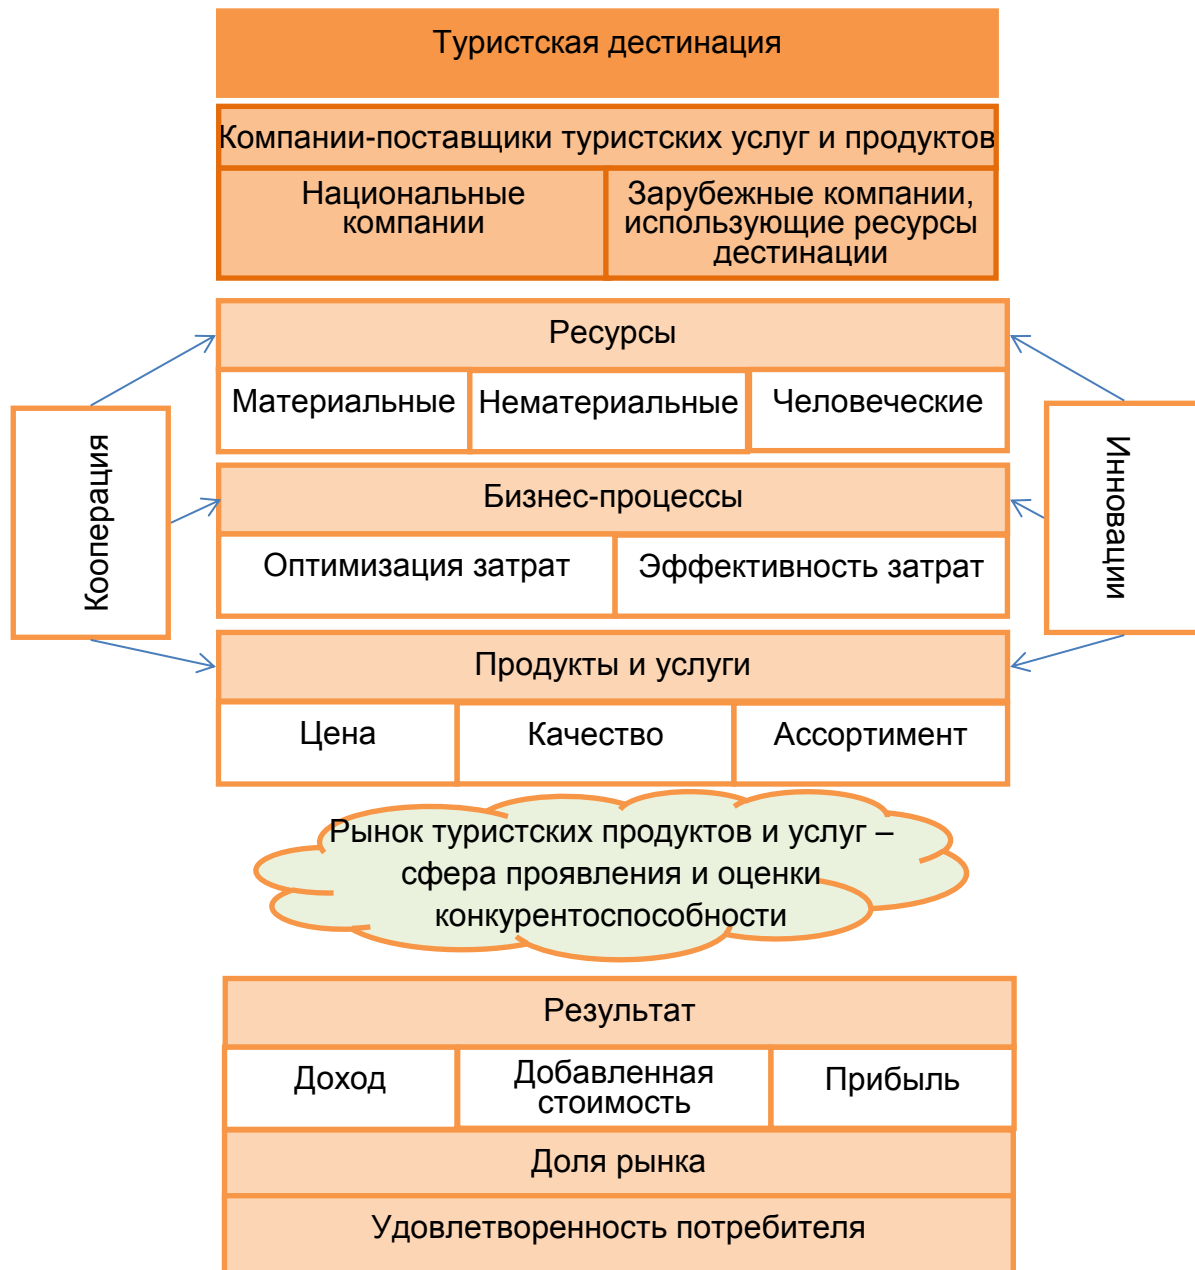 Туристская дестинация
Компании-поставщики туристских услуг и продуктов
Национальные
компании
Зарубежные компании,
использующие ресурсы
дестинации
Ресурсы
Материальные
Нематериальные
Человеческие
Кооперация
Инновации
Бизнес-процессы
Оптимизация затрат
Эффективность затрат
Продукты и услуги
Цена
Качество
Ассортимент
Рынок туристских продуктов и услуг –
сфера проявления и оценки
конкурентоспособности
Результат
Доход
Добавленная
стоимость
Прибыль
Доля рынка
Удовлетворенность потребителя